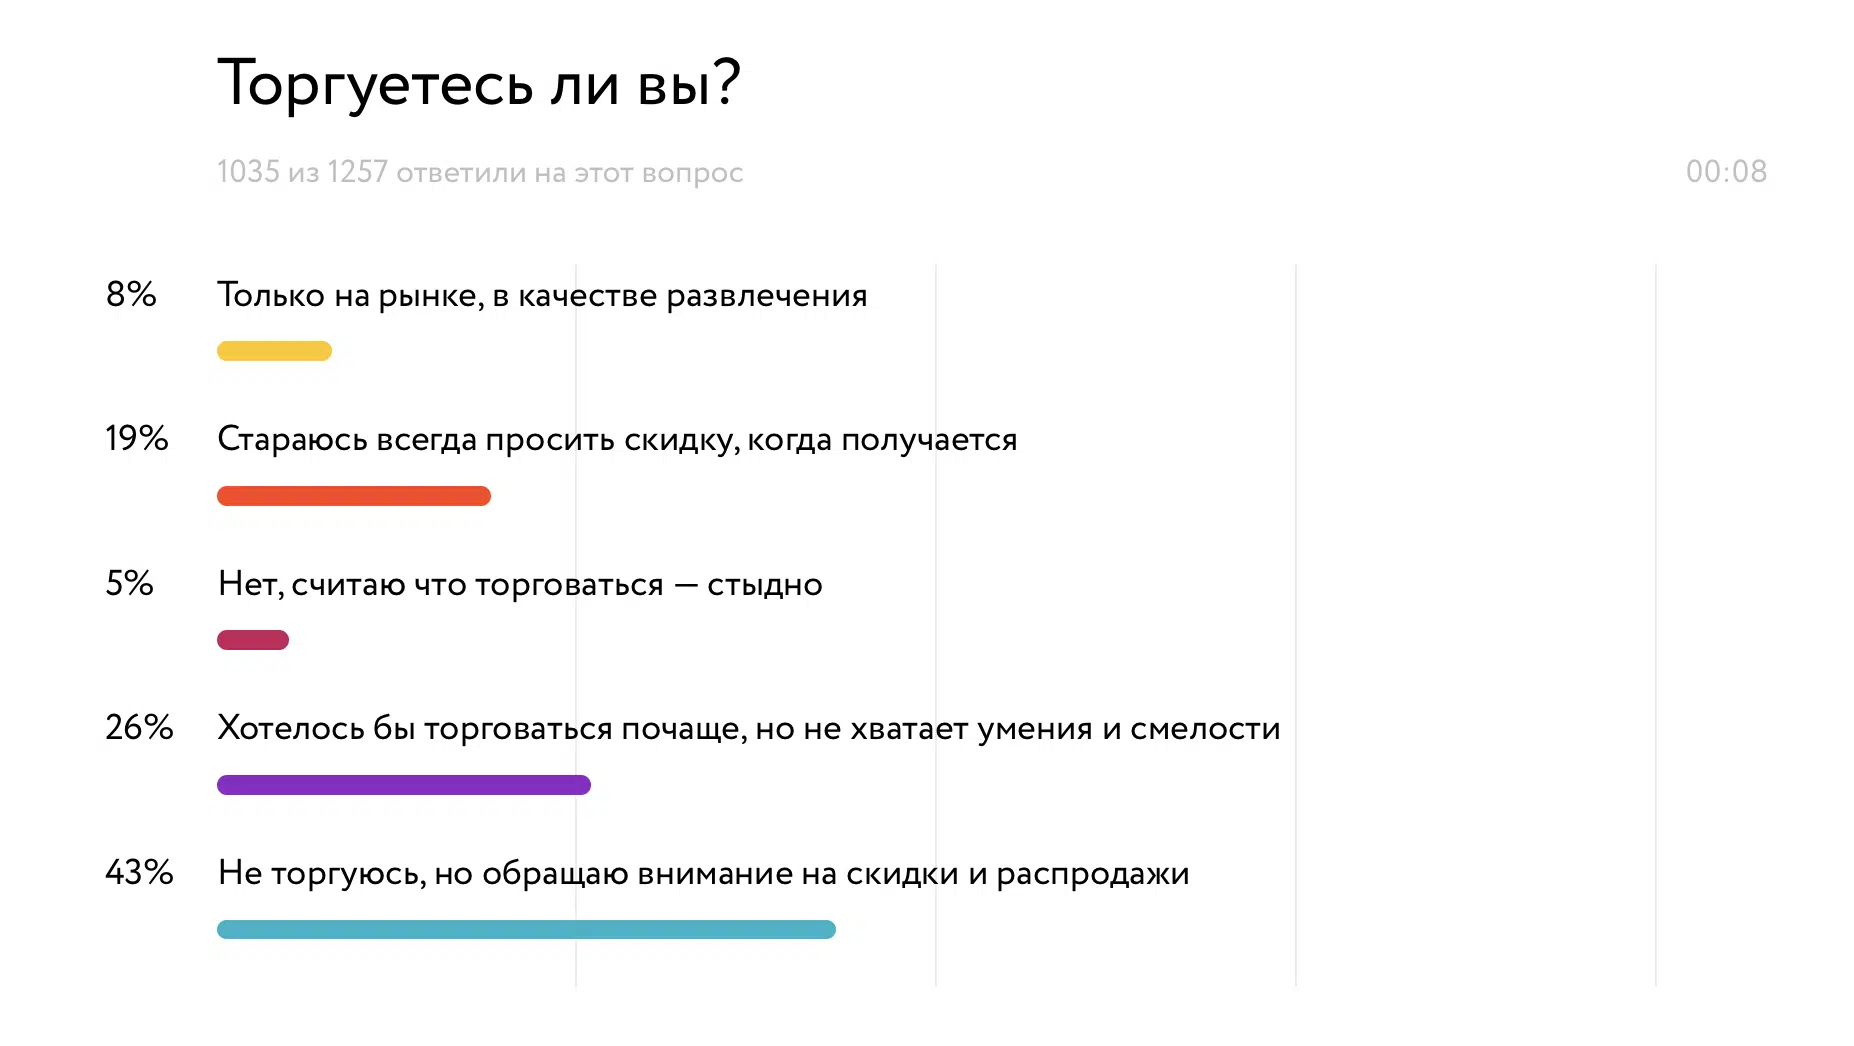 Торгуетесь ли вы?
1035 из 1257 ответили на этот вопрос 00:08
8% Только на рынке, в качестве развлечения
19% Стараюсь всегда просить скидку, когда получается
5% Нет, считаю что торговаться — стыдно
26% Хотелось бы торговаться почаще, но не хватает умения и смелости
43% Не торгуюсь, но обращаю внимание на скидки и распродажи